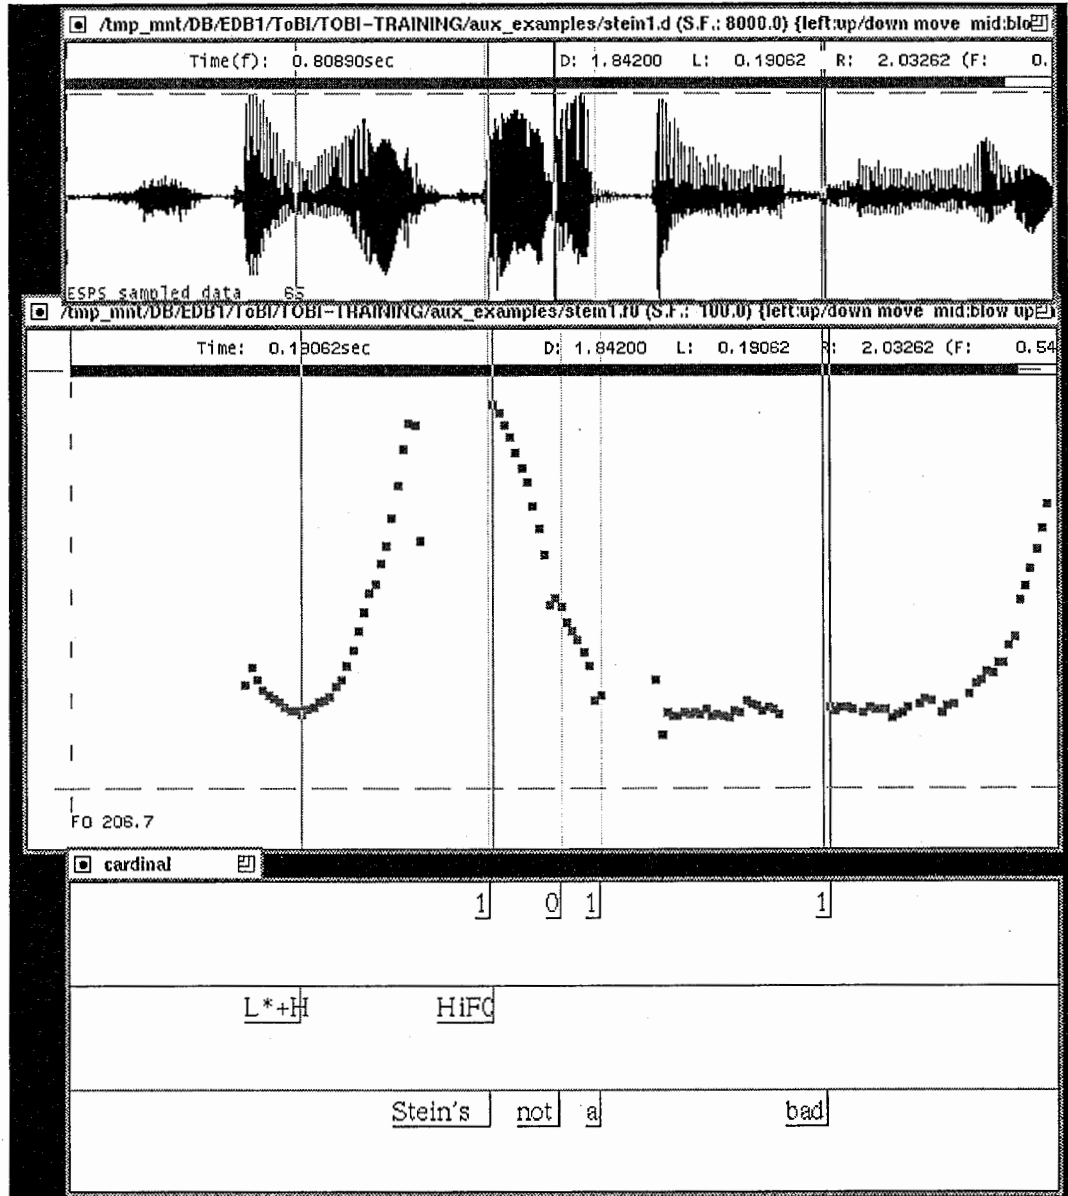 /tmp_mnt/DB/EDB1/ToBI/TOBI-TRAINING/aux_examples/stein1.d (S.F.: 8000.0) {left:up/down move mid:blo
Time(f): 0.80890sec D: 1.84200 L: 0.19062 R: 2.03262 (F: 0.
ESPS sampled data 65
/tmp_mnt/DB/EDB1/ToBI/TOBI-TRAINING/aux_examples/stein1.f0 (S.F.: 100.0) {left:up/down move mid:blow up
Time: 0.19062sec D: 1.84200 L: 0.19062 R: 2.03262 (F: 0.54
F0 206.7
cardinal
1 0 1 1
L*+H HiF0
Stein's not a bad